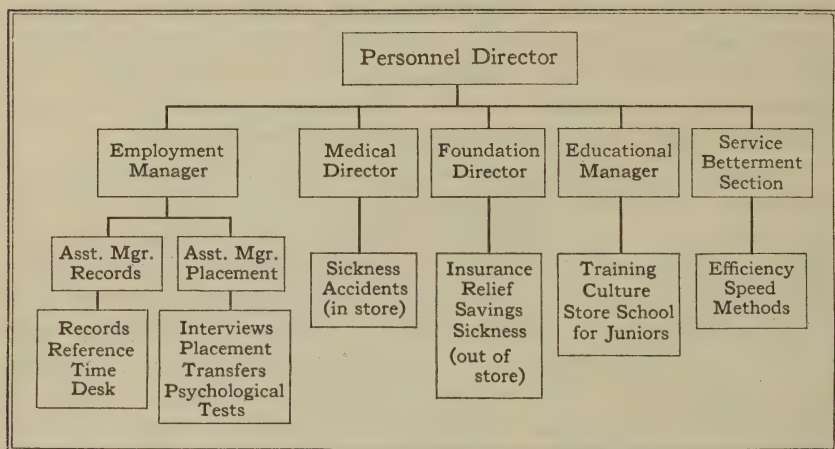 Personnel Director
Employment
Manager
Medical
Director
Foundation
Director
Educational
Manager
Service
Betterment
Section
Asst. Mgr.
Records
Asst. Mgr.
Placement
Records
Reference
Time
Desk
Interviews
Placement
Transfers
Psychological
Tests
Sickness
Accidents
(in store)
Insurance
Relief
Savings
Sickness
(out of
store)
Training
Culture
Store School
for Juniors
Efficiency
Speed
Methods